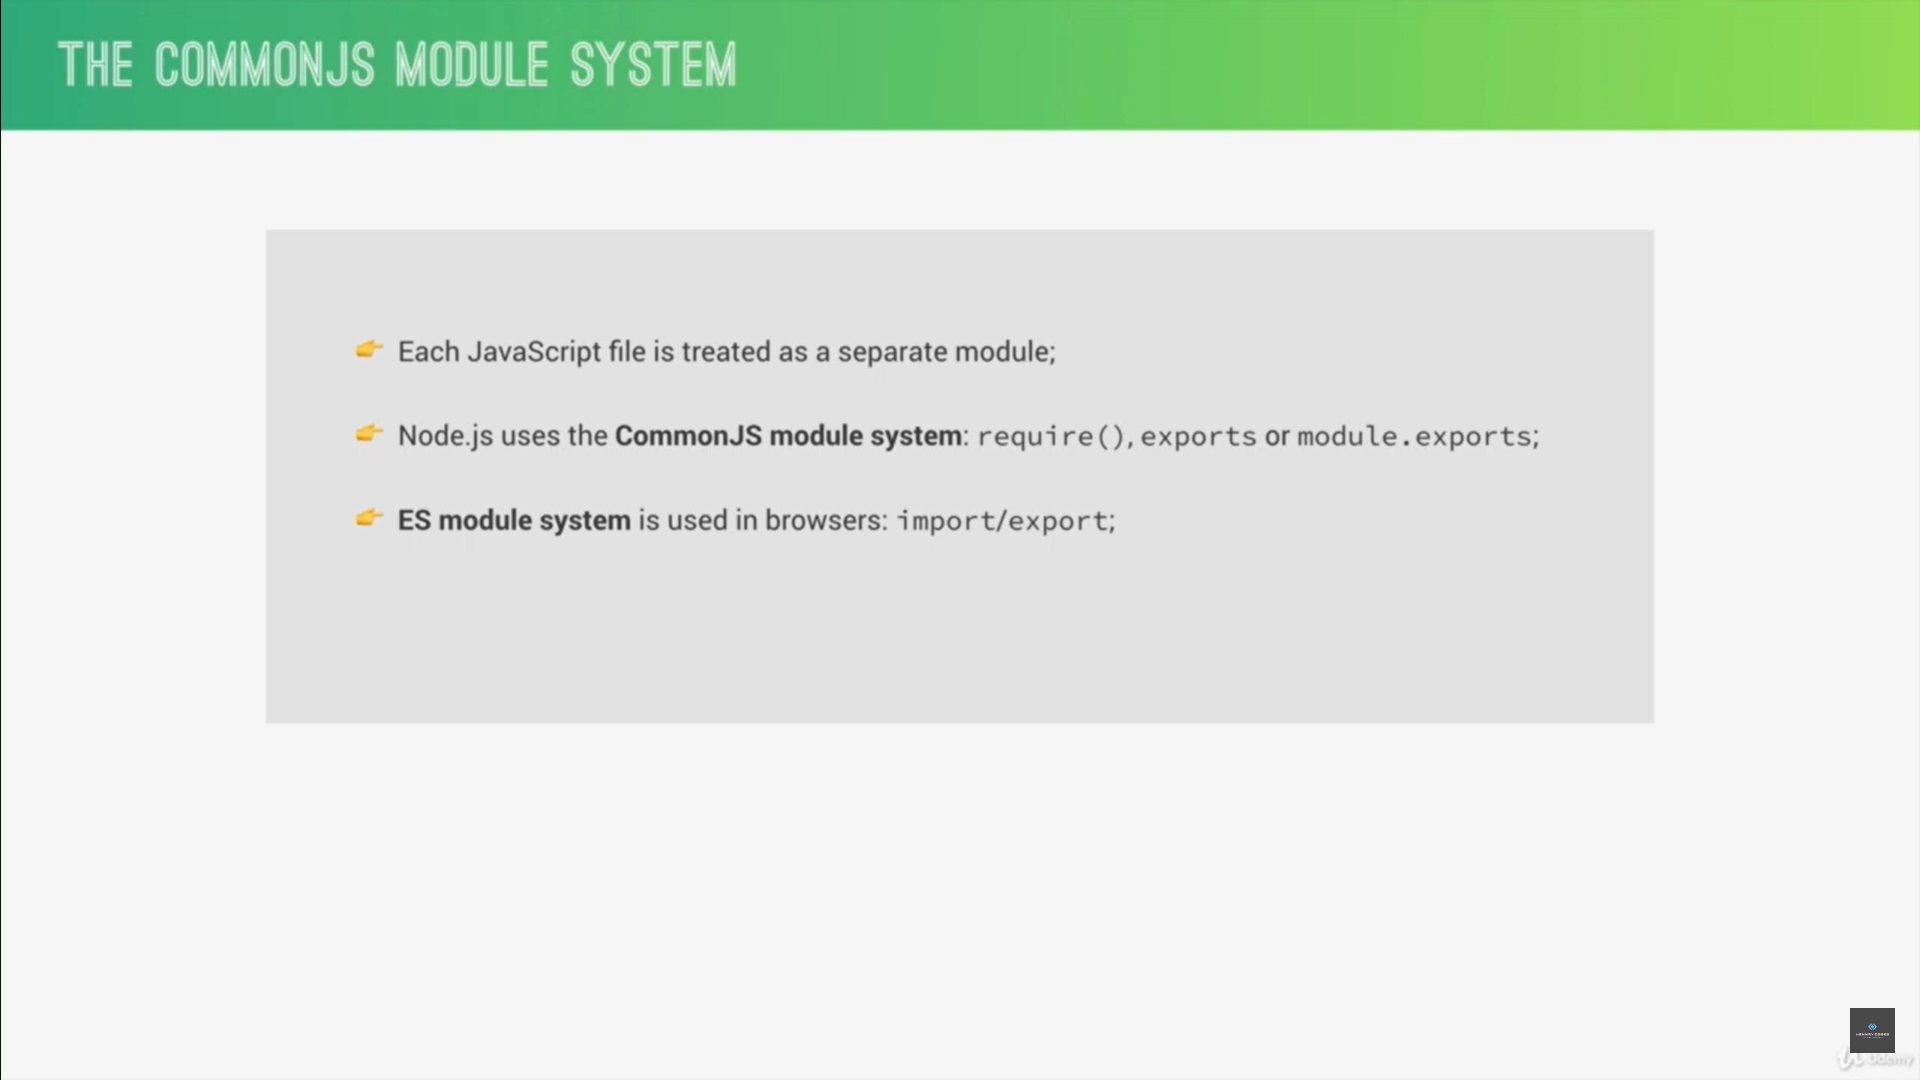 THE COMMONJS MODULE SYSTEM
👉 Each JavaScript file is treated as a separate module;
👉 Node.js uses the CommonJS module system: require(), exports or module.exports;
👉 ES module system is used in browsers: import/export;
Udemy